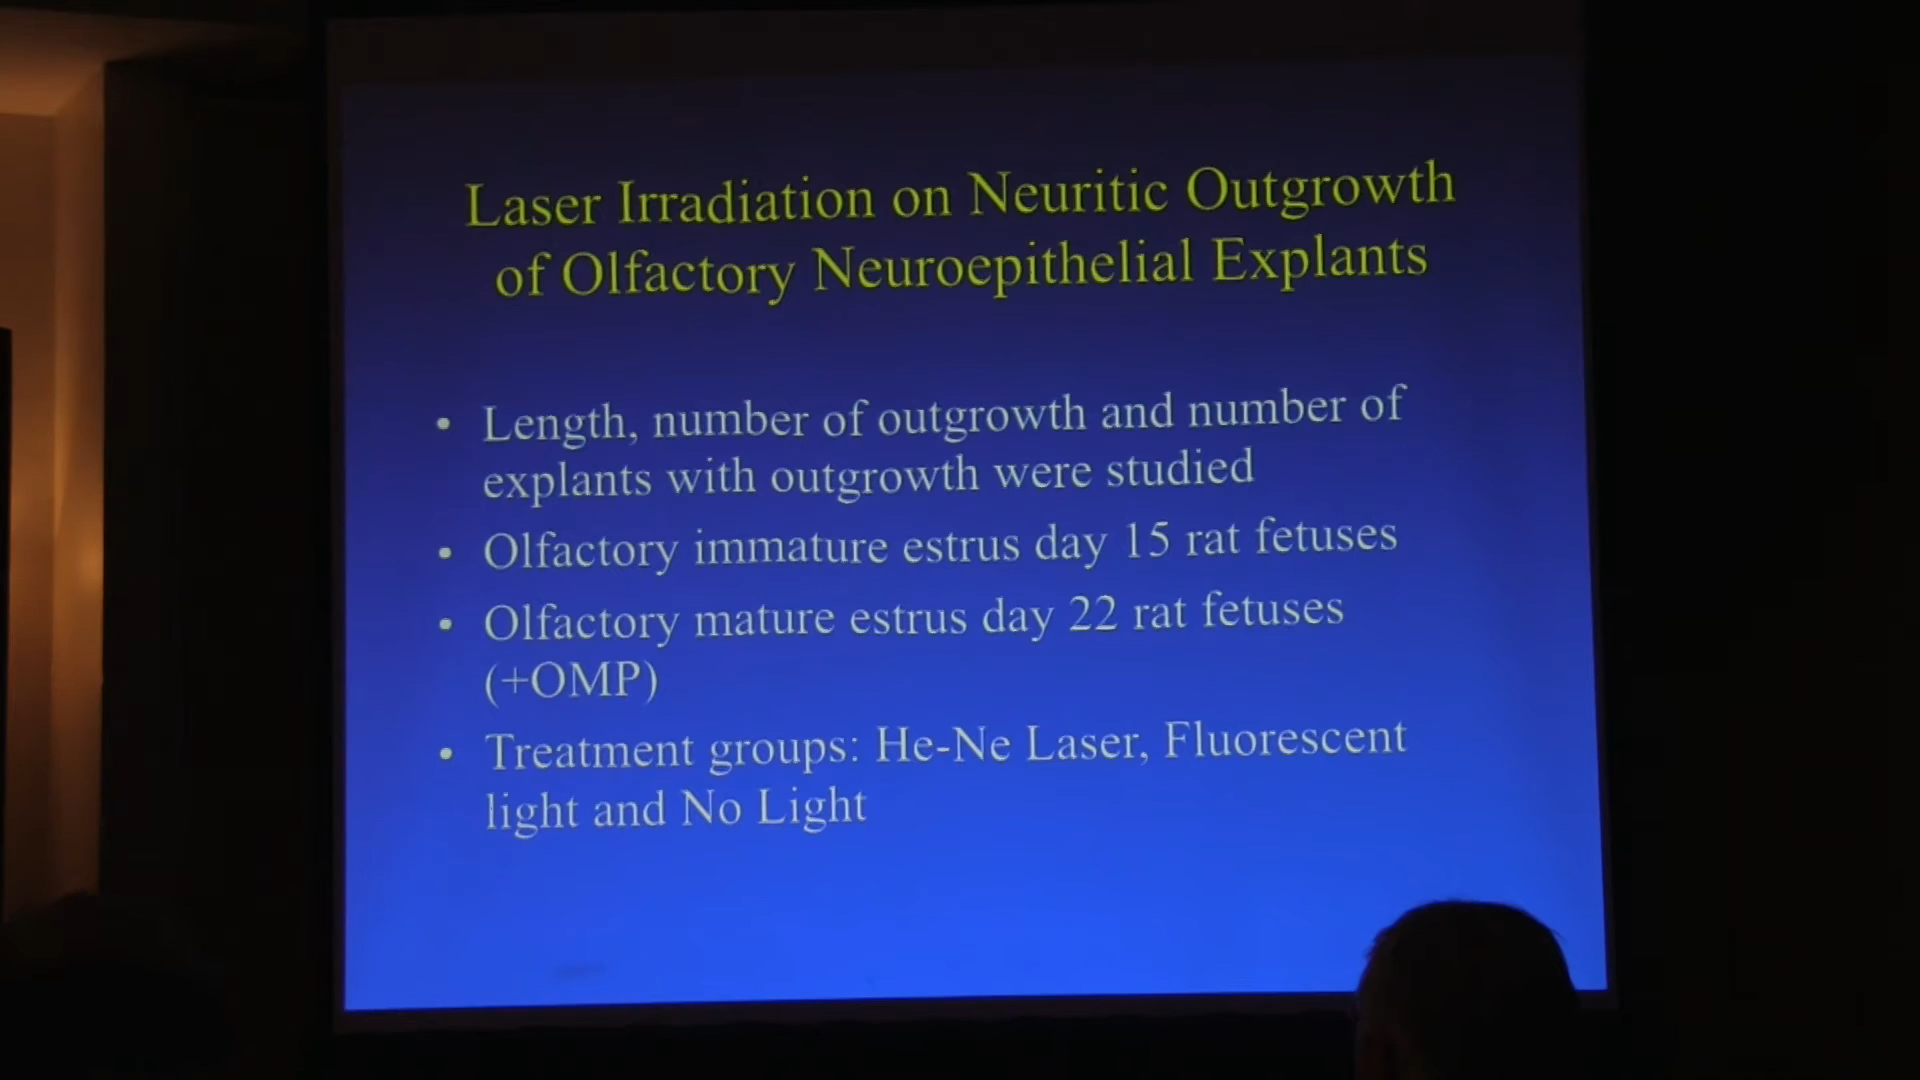 Laser Irradiation on Neuritic Outgrowth
of Olfactory Neuroepithelial Explants
• Length, number of outgrowth and number of
explants with outgrowth were studied
• Olfactory immature estrus day 15 rat fetuses
• Olfactory mature estrus day 22 rat fetuses
(+OMP)
• Treatment groups: He-Ne Laser, Fluorescent
light and No Light